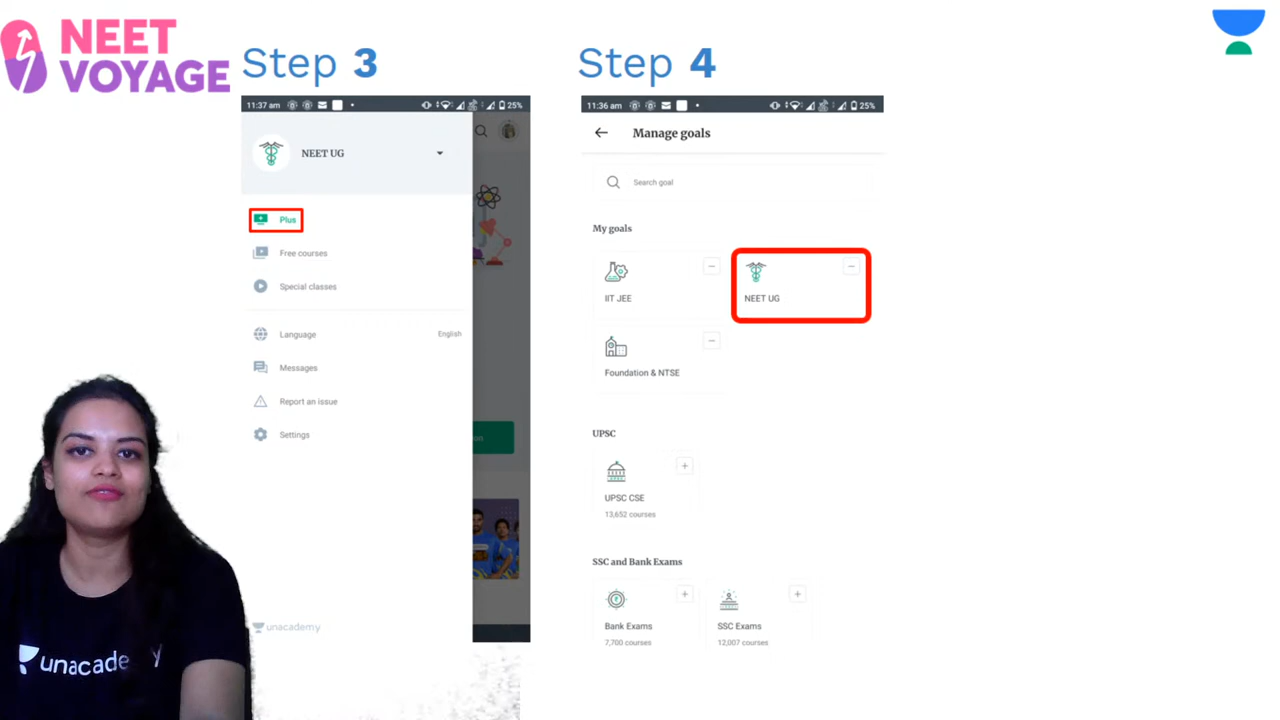 NEET
VOYAGE
Step 3
11:37 am
25%
NEET UG
Plus
Free courses
Special classes
Language English
Messages
Report an issue
Settings
unacademy
Step 4
11:36 am
25%
Manage goals
Search goal
My goals
IIT JEE
NEET UG
Foundation & NTSE
UPSC
UPSC CSE
13,652 courses
SSC and Bank Exams
Bank Exams
7,700 courses
SSC Exams
12,007 courses
unacademy